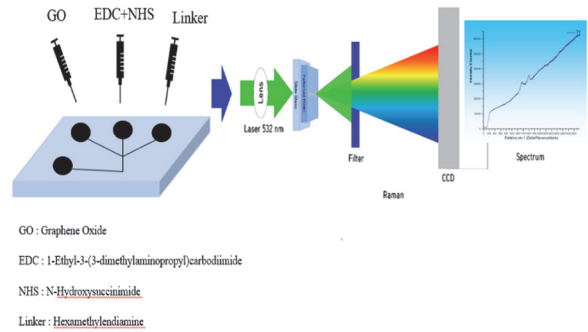 GO
EDC+NHS
Linker
Lens
Laser 532 nm
Filter
Raman
CCD
Spectrum
GO : Graphene Oxide
EDC : 1-Ethyl-3-(3-dimethylaminopropyl)carbodiimide
NHS : N-Hydroxysuccinimide
Linker : Hexamethylendiamine